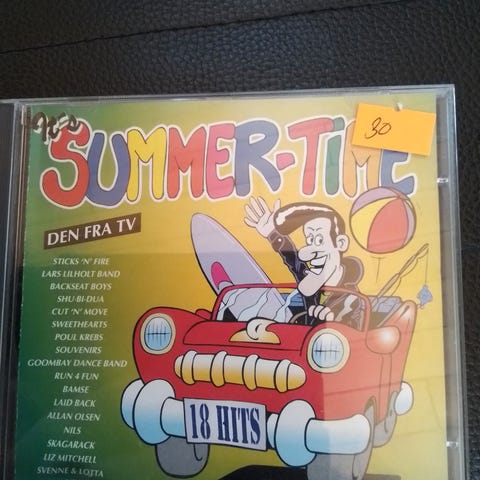 It's
SUMMER-TIME
30
DEN FRA TV
STICKS 'N' FIRE
LARS LILHOLT BAND
BACKSEAT BOYS
SHU-BI-DUA
CUT 'N' MOVE
SWEETHEARTS
POUL KREBS
SOUVENIRS
GOOMBAY DANCE BAND
RUN 4 FUN
BAMSE
LAID BACK
ALLAN OLSEN
NILS
SKAGARACK
LIZ MITCHELL
SVENNE & LOTTA
18 HITS